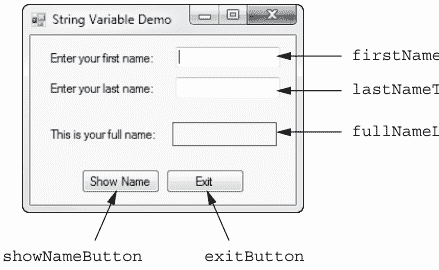 String Variable Demo
Enter your first name: firstName
Enter your last name: lastNameT
This is your full name: fullNameL
Show Name Exit
showNameButton exitButton